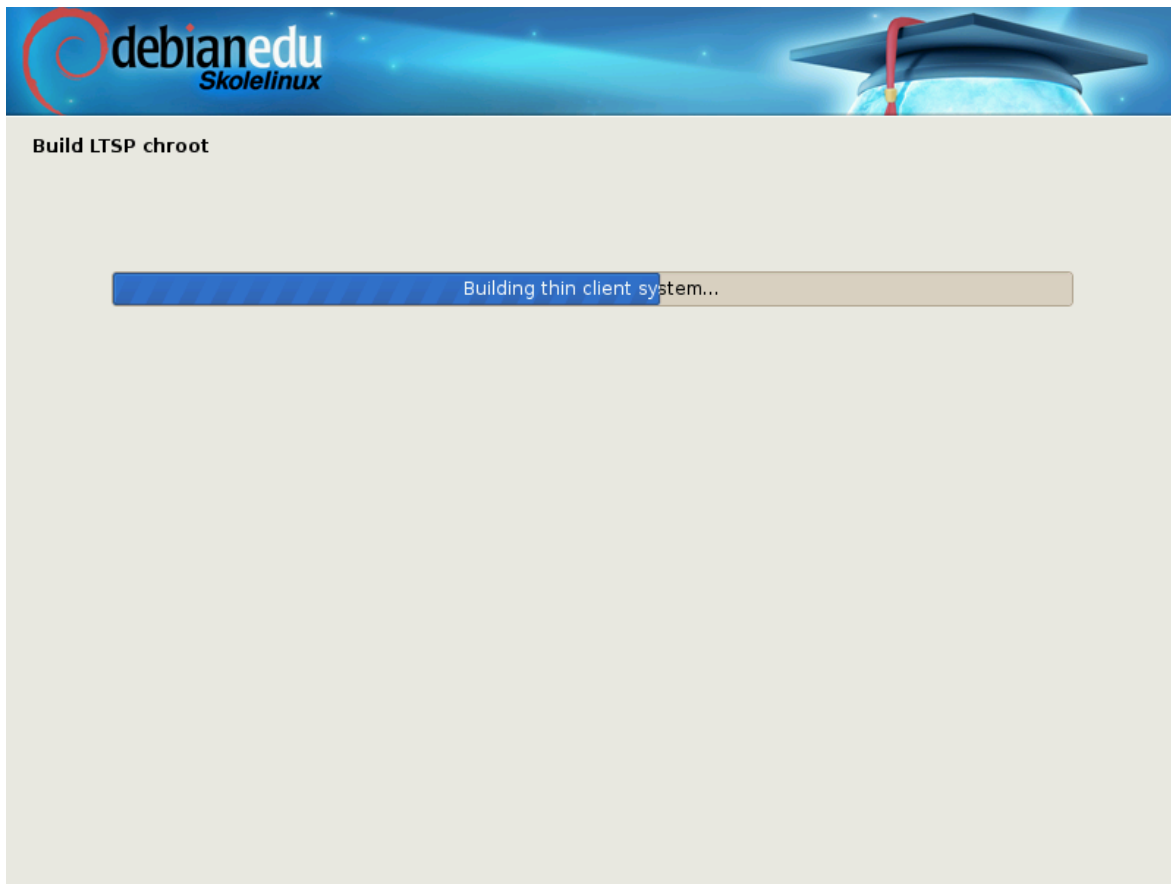 debianedu
Skolelinux
Build LTSP chroot
Building thin client system...